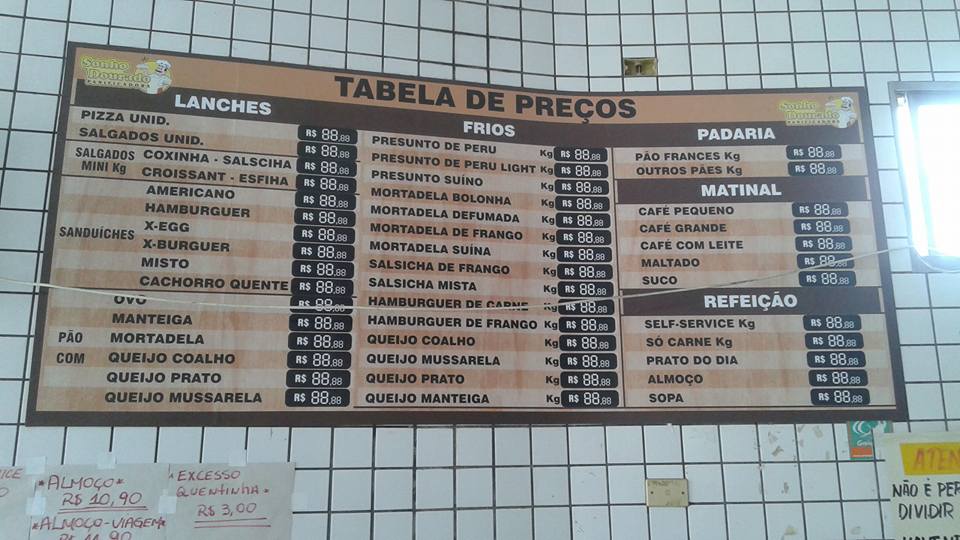 Sonho
Dourado
PANIFICADORA
TABELA DE PREÇOS
Sonho
Dourado
PANIFICADORA
LANCHES
PIZZA UNID.
SALGADOS UNID. R$ 88,88
SALGADOS MINI Kg
COXINHA - SALSCIHA R$ 88,88
CROISSANT - ESFIHA R$ 88,88
R$ 88,88
SANDUÍCHES
AMERICANO R$ 88,88
HAMBURGUER R$ 88,88
X-EGG R$ 88,88
X-BURGUER R$ 88,88
MISTO R$ 88,88
CACHORRO QUENTE R$ 88,88
PÃO COM
OVO R$ 88,88
MANTEIGA R$ 88,88
MORTADELA R$ 88,88
QUEIJO COALHO R$ 88,88
QUEIJO PRATO R$ 88,88
QUEIJO MUSSARELA R$ 88,88
FRIOS
PRESUNTO DE PERU Kg R$ 88,88
PRESUNTO DE PERU LIGHT Kg R$ 88,88
PRESUNTO SUÍNO Kg R$ 88,88
MORTADELA BOLONHA Kg R$ 88,88
MORTADELA DEFUMADA Kg R$ 88,88
MORTADELA DE FRANGO Kg R$ 88,88
MORTADELA SUÍNA Kg R$ 88,88
SALSICHA DE FRANGO Kg R$ 88,88
SALSICHA MISTA Kg R$ 88,88
HAMBURGUER DE CARNE Kg R$ 88,88
HAMBURGUER DE FRANGO Kg R$ 88,88
QUEIJO COALHO Kg R$ 88,88
QUEIJO MUSSARELA Kg R$ 88,88
QUEIJO PRATO Kg R$ 88,88
QUEIJO MANTEIGA Kg R$ 88,88
PADARIA
PÃO FRANCES Kg R$ 88,88
OUTROS PÃES Kg R$ 88,88
MATINAL
CAFÉ PEQUENO R$ 88,88
CAFÉ GRANDE R$ 88,88
CAFÉ COM LEITE R$ 88,88
MALTADO R$ 88,88
SUCO R$ 88,88
REFEIÇÃO
SELF-SERVICE Kg R$ 88,88
SÓ CARNE Kg R$ 88,88
PRATO DO DIA R$ 88,88
ALMOÇO R$ 88,88
SOPA R$ 88,88
*ALMOÇO*
R$ 10,90
*ALMOÇO-VIAGEM*
*EXCESSO
QUENTINHA*
R$ 3,00
ATEN
NÃO É PER
DIVIDIR